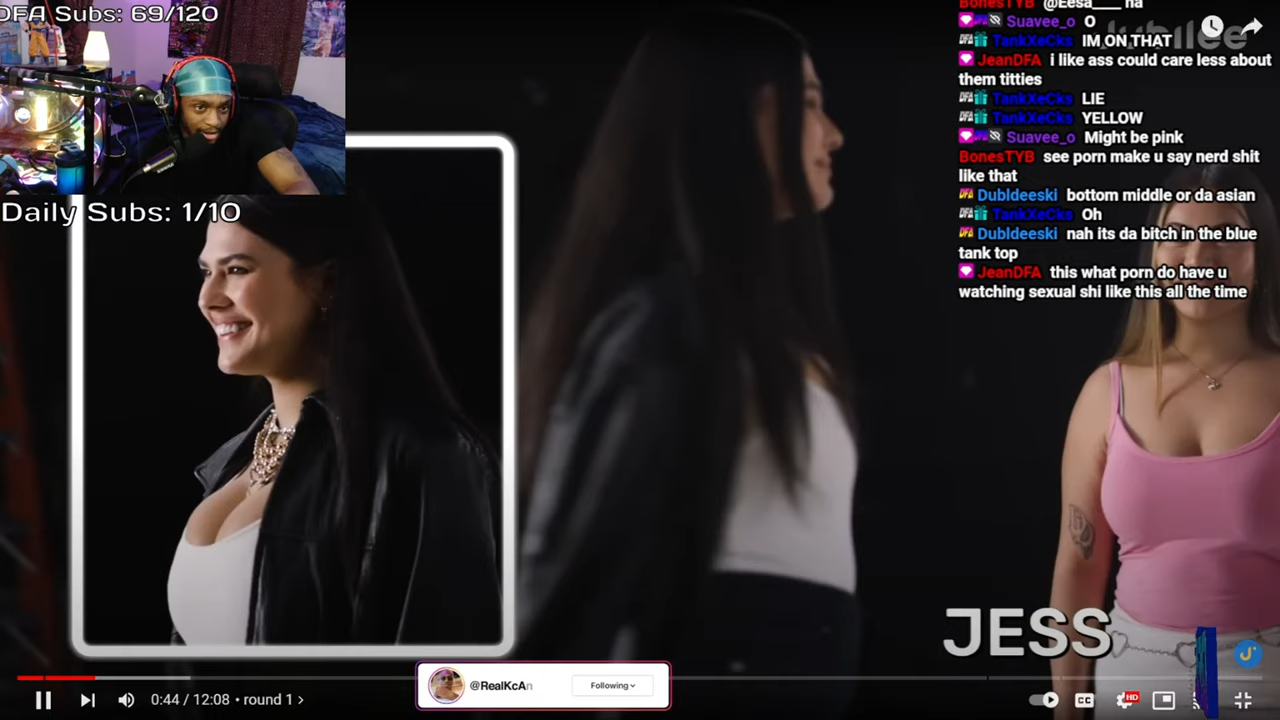 DFA Subs: 69/120
Daily Subs: 1/10
BonesTYB @Eesa____ na
Suavee_o O
TankXeCks IM ON THAT
JeanDFA i like ass could care less about
them titties
TankXeCks LIE
TankXeCks YELLOW
Suavee_o Might be pink
BonesTYB see porn make u say nerd shit
like that
Dubldeeski bottom middle or da asian
TankXeCks Oh
Dubldeeski nah its da bitch in the blue
tank top
JeanDFA this what porn do have u
watching sexual shi like this all the time
Jubilee
JESS
@RealKcAn
Following
0:44 / 12:08 • round 1 >
CC
HD